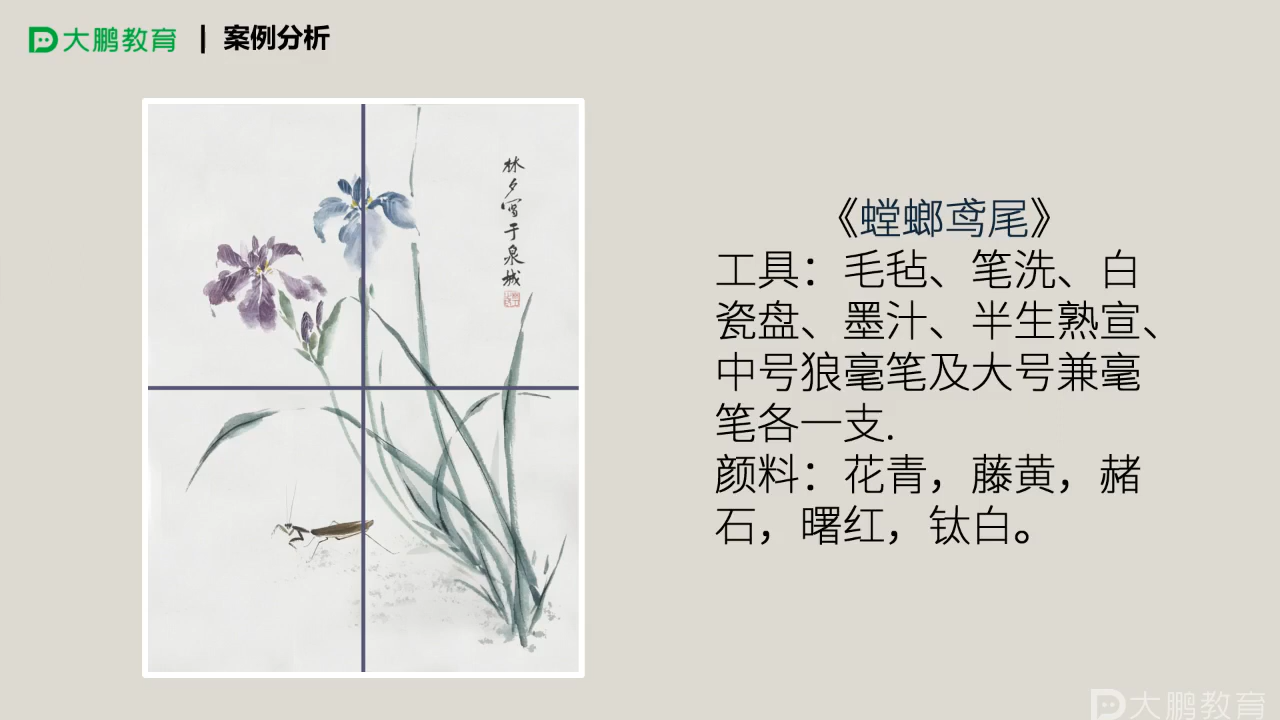 大鹏教育 | 案例分析
林夕写于泉城
《螳螂鸢尾》
工具：毛毡、笔洗、白
瓷盘、墨汁、半生熟宣、
中号狼毫笔及大号兼毫
笔各一支.
颜料：花青，藤黄，赭
石，曙红，钛白。
大鹏教育